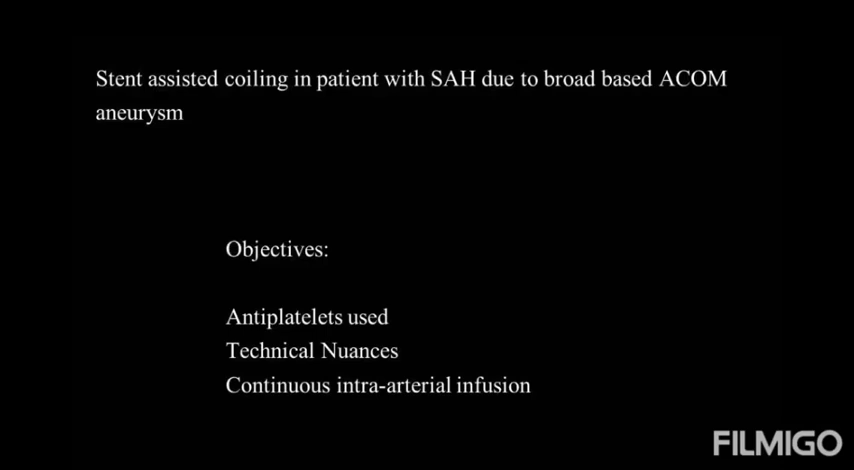 Stent assisted coiling in patient with SAH due to broad based ACOM
aneurysm
Objectives:
Antiplatelets used
Technical Nuances
Continuous intra-arterial infusion
FILMIGO